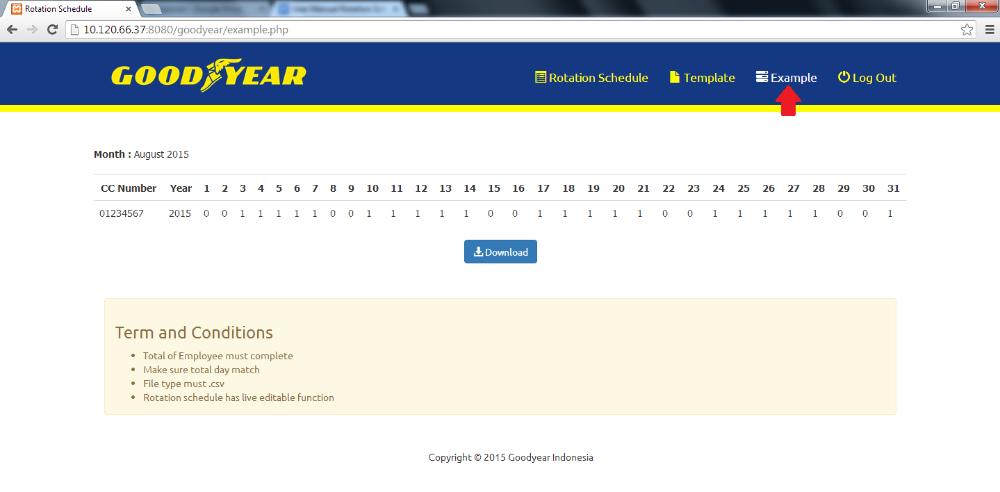 Rotation Schedule
10.120.66.37:8080/goodyear/example.php
GOODYEAR
Rotation Schedule Template Example Log Out
Month : August 2015
CC Number Year 1 2 3 4 5 6 7 8 9 10 11 12 13 14 15 16 17 18 19 20 21 22 23 24 25 26 27 28 29 30 31
01234567 2015 0 0 1 1 1 1 1 0 0 1 1 1 1 1 0 0 1 1 1 1 1 0 0 1 1 1 1 1 0 0 1
Download
Term and Conditions
Total of Employee must complete
Make sure total day match
File type must .csv
Rotation schedule has live editable function
Copyright © 2015 Goodyear Indonesia